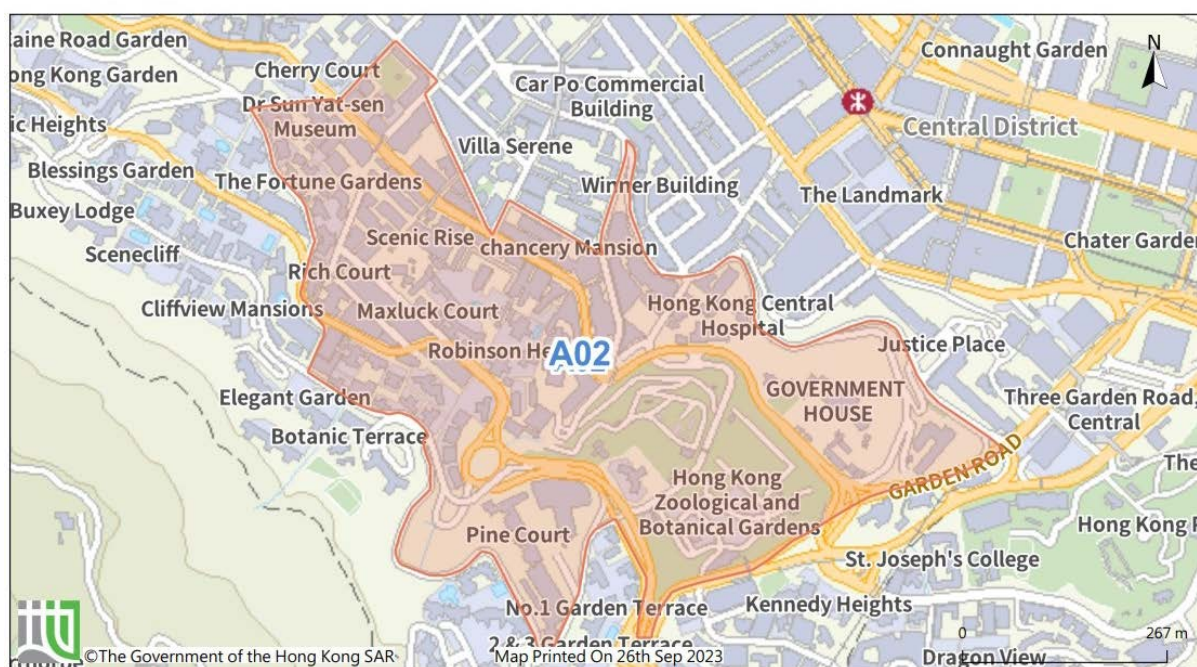 aine Road Garden
ong Kong Garden
Cherry Court
Car Po Commercial
Building
Connaught Garden
N
Dr Sun Yat-sen
Museum
ic Heights
Central District
Villa Serene
Blessings Garden
The Fortune Gardens
Winner Building
The Landmark
Buxey Lodge
Scenic Rise
Chancery Mansion
Chater Garden
Scenecliff
Rich Court
Cliffview Mansions
Maxluck Court
Hong Kong Central
Hospital
Robinson He
A02
Justice Place
Elegant Garden
GOVERNMENT
HOUSE
Three Garden Road,
Central
Botanic Terrace
GARDEN ROAD
The
Hong Kong
Zoological and
Botanical Gardens
Pine Court
Hong Kong P
St. Joseph's College
No.1 Garden Terrace
Kennedy Heights
2 & 3 Garden Terrace
Dragon View
0
267 m
©The Government of the Hong Kong SAR
Map Printed On 26th Sep 2023